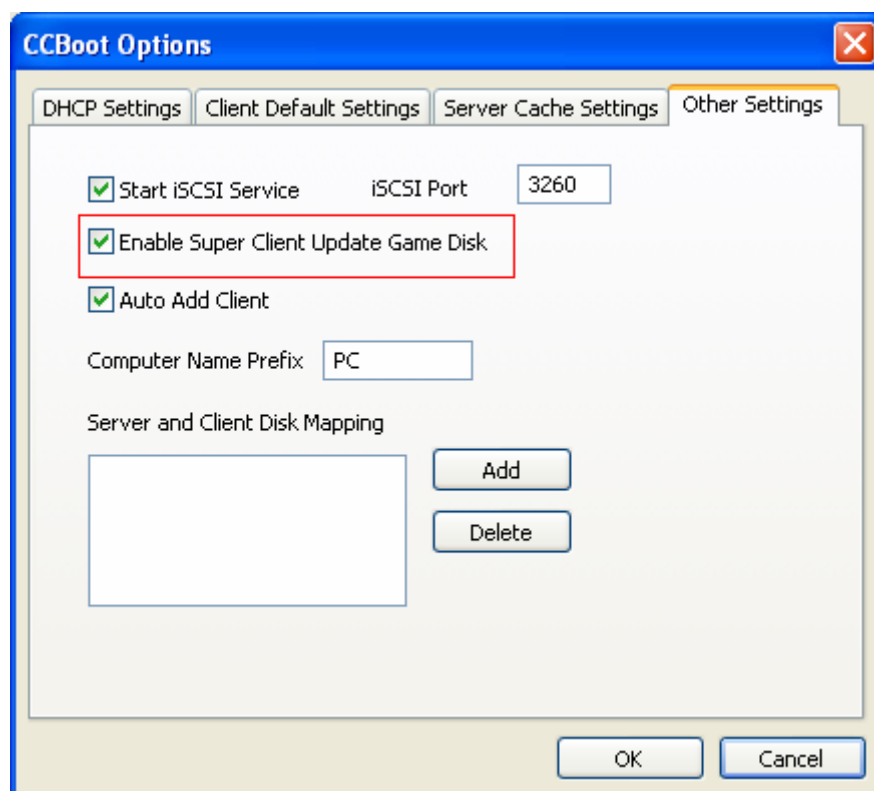 CCBoot Options
DHCP Settings Client Default Settings Server Cache Settings Other Settings
Start iSCSI Service iSCSI Port 3260
Enable Super Client Update Game Disk
Auto Add Client
Computer Name Prefix PC
Server and Client Disk Mapping
Add
Delete
OK Cancel